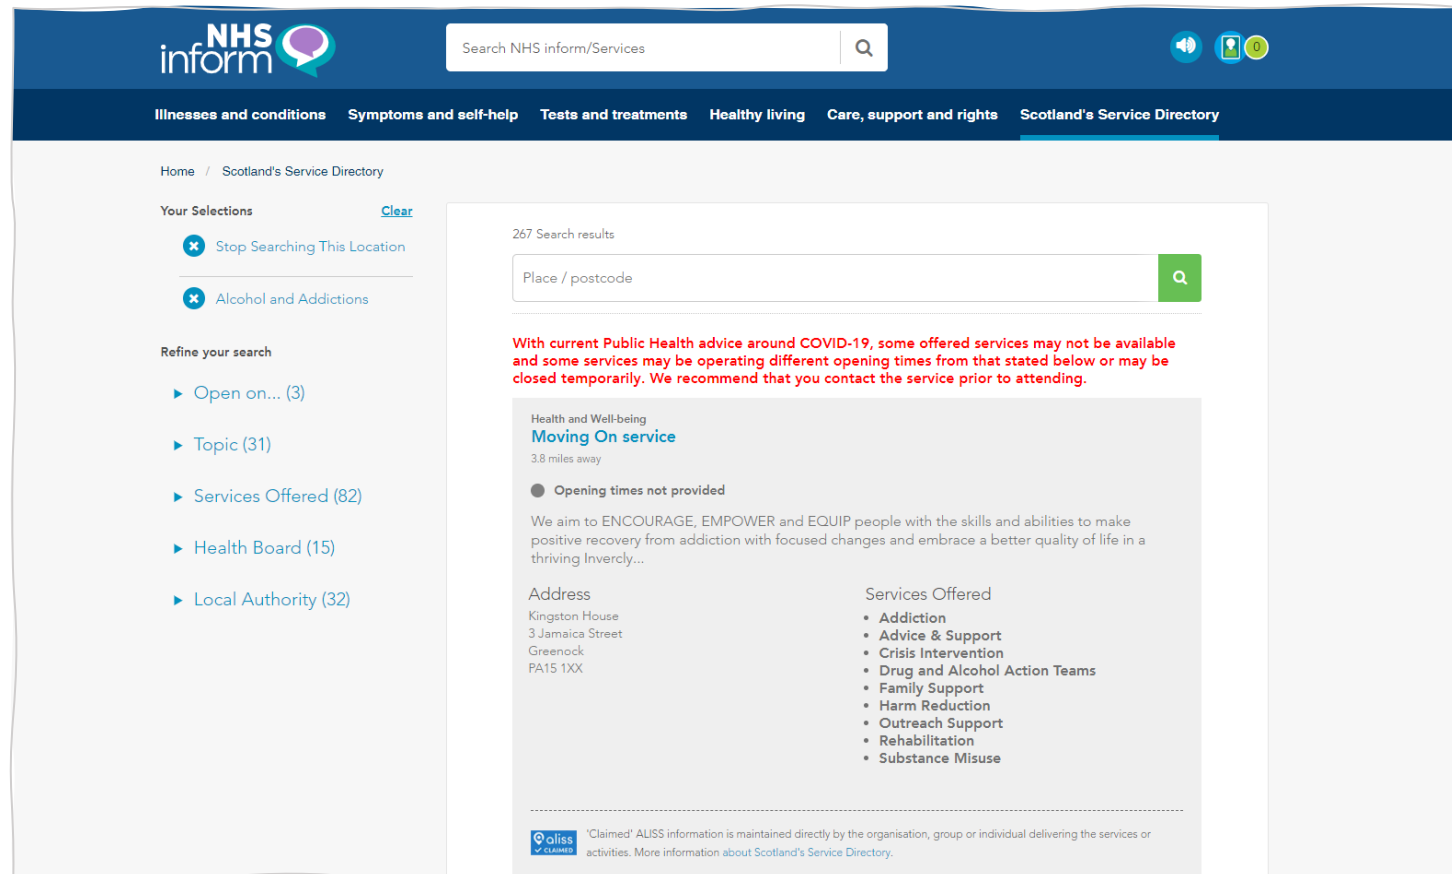 NHS
inform
Search NHS inform/Services
0
Illnesses and conditions
Symptoms and self-help
Tests and treatments
Healthy living
Care, support and rights
Scotland's Service Directory
Home / Scotland's Service Directory
Your Selections
Clear
Stop Searching This Location
Alcohol and Addictions
Refine your search
Open on... (3)
Topic (31)
Services Offered (82)
Health Board (15)
Local Authority (32)
267 Search results
Place / postcode
With current Public Health advice around COVID-19, some offered services may not be available
and some services may be operating different opening times from that stated below or may be
closed temporarily. We recommend that you contact the service prior to attending.
Health and Well-being
Moving On service
3.8 miles away
Opening times not provided
We aim to ENCOURAGE, EMPOWER and EQUIP people with the skills and abilities to make
positive recovery from addiction with focused changes and embrace a better quality of life in a
thriving Invercly...
Address
Kingston House
3 Jamaica Street
Greenock
PA15 1XX
Services Offered
• Addiction
• Advice & Support
• Crisis Intervention
• Drug and Alcohol Action Teams
• Family Support
• Harm Reduction
• Outreach Support
• Rehabilitation
• Substance Misuse
aliss
CLAIMED
'Claimed' ALISS information is maintained directly by the organisation, group or individual delivering the services or
activities. More information about Scotland's Service Directory.